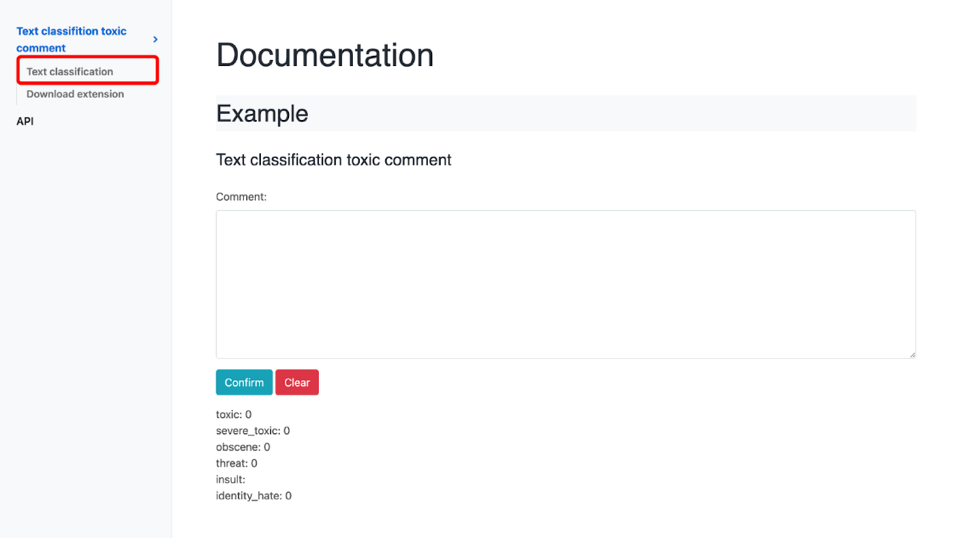 Text classifition toxic
comment
Text classification
Download extension
API
Documentation
Example
Text classification toxic comment
Comment:
Confirm
Clear
toxic: 0
severe_toxic: 0
obscene: 0
threat: 0
insult:
identity_hate: 0